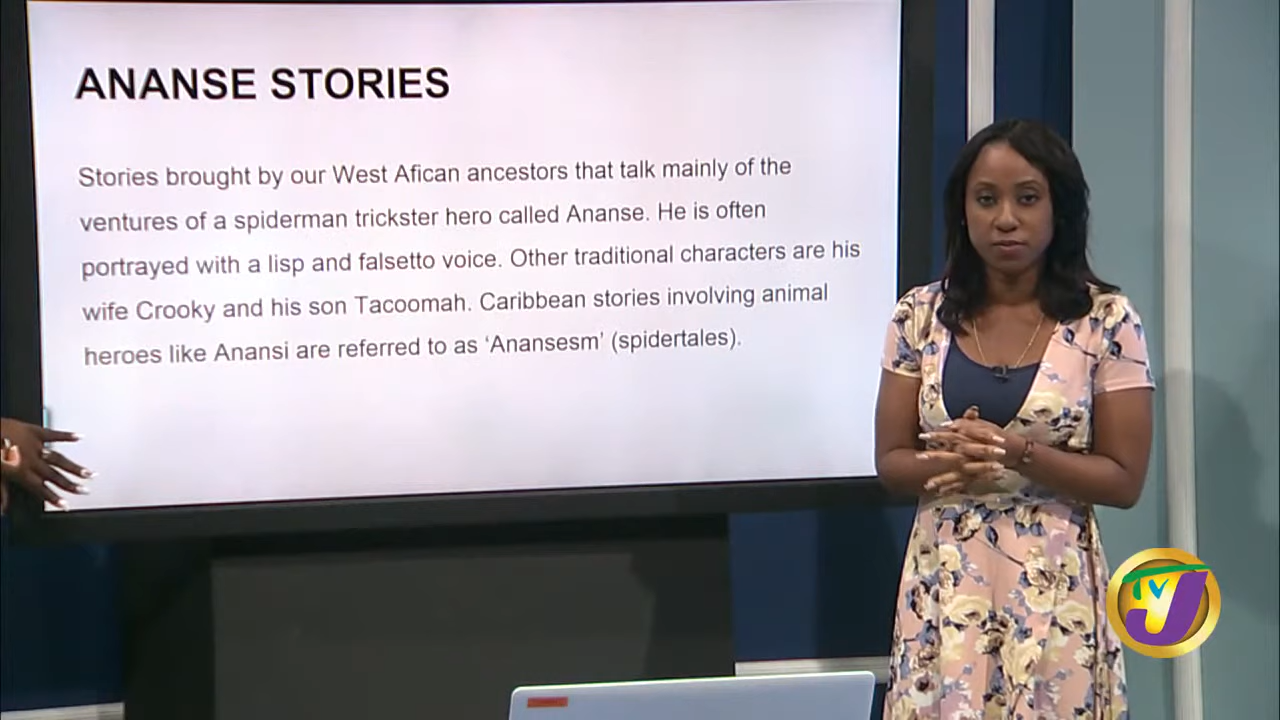 ANANSE STORIES
Stories brought by our West Afican ancestors that talk mainly of the
ventures of a spiderman trickster hero called Ananse. He is often
portrayed with a lisp and falsetto voice. Other traditional characters are his
wife Crooky and his son Tacoomah. Caribbean stories involving animal
heroes like Anansi are referred to as ‘Anansesm’ (spidertales).
TVJ